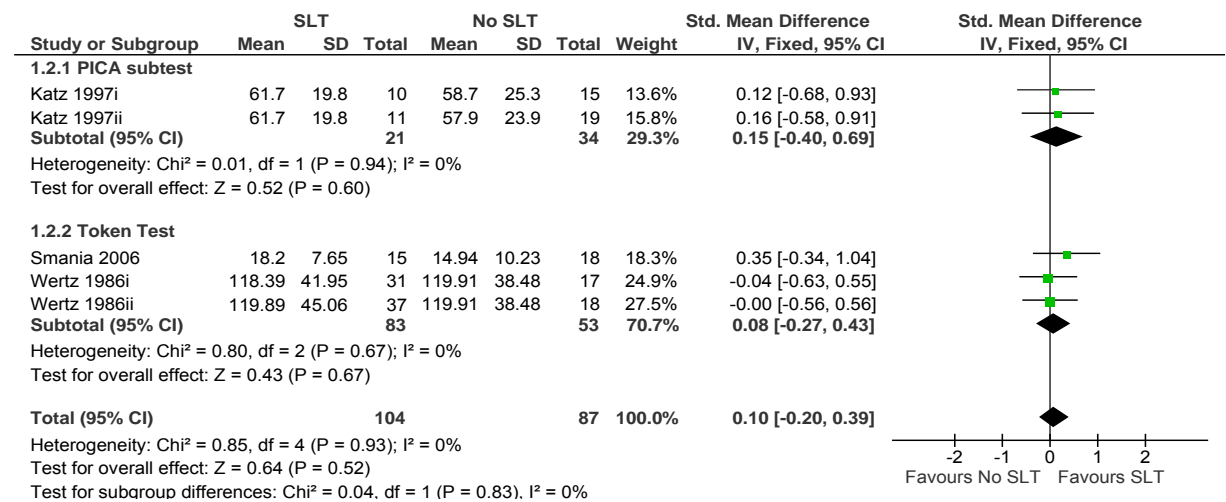 SLT No SLT Std. Mean Difference Std. Mean Difference
Study or Subgroup Mean SD Total Mean SD Total Weight IV, Fixed, 95% CI IV, Fixed, 95% CI
1.2.1 PICA subtest
Katz 1997i 61.7 19.8 10 58.7 25.3 15 13.6% 0.12 [-0.68, 0.93]
Katz 1997ii 61.7 19.8 11 57.9 23.9 19 15.8% 0.16 [-0.58, 0.91]
Subtotal (95% CI) 21 34 29.3% 0.15 [-0.40, 0.69]
Heterogeneity: Chi² = 0.01, df = 1 (P = 0.94); I² = 0%
Test for overall effect: Z = 0.52 (P = 0.60)
1.2.2 Token Test
Smania 2006 18.2 7.65 15 14.94 10.23 18 18.3% 0.35 [-0.34, 1.04]
Wertz 1986i 118.39 41.95 31 119.91 38.48 17 24.9% -0.04 [-0.63, 0.55]
Wertz 1986ii 119.89 45.06 37 119.91 38.48 18 27.5% -0.00 [-0.56, 0.56]
Subtotal (95% CI) 83 53 70.7% 0.08 [-0.27, 0.43]
Heterogeneity: Chi² = 0.80, df = 2 (P = 0.67); I² = 0%
Test for overall effect: Z = 0.43 (P = 0.67)
Total (95% CI) 104 87 100.0% 0.10 [-0.20, 0.39]
Heterogeneity: Chi² = 0.85, df = 4 (P = 0.93); I² = 0%
Test for overall effect: Z = 0.64 (P = 0.52)
Test for subgroup differences: Chi² = 0.04, df = 1 (P = 0.83), I² = 0%
-2 -1 0 1 2
Favours No SLT Favours SLT